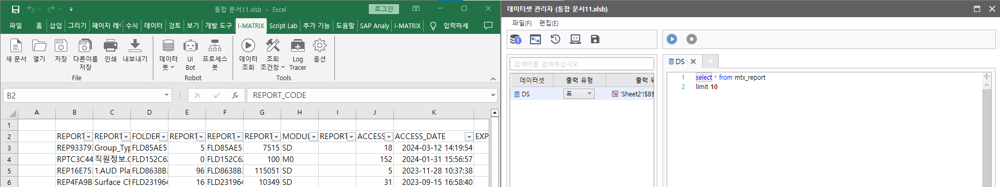 통합 문서11.xlsb - Excel
로그인
파일 홈 삽입 그리기 페이지 레이 수식 데이터 검토 보기 개발 도구 i-MATRIX Script Lab 추가 기능 도움말 SAP Analy i-MATRIX 입력하세.
새 문서 열기 저장 다른이름 저장 인쇄 내보내기 데이터 봇 UI Bot 프로세스 봇 데이터 조회 조회 조건창 Log Tracer 옵션
File Robot Tools
B2 fx REPORT_CODE
A B C D E F G H I J K
1
2 REPORT REPORT FOLDER REPORT REPORT REPORT MODUL REPORT ACCESS ACCESS_DATE EXP
3 REP93379 Group_Typ FLD85AE5 5 FLD85AE5 7515 SD 18 2024-03-12 14:19:54
4 RPTC3C44 직원정보.( FLD152C62 0 FLD152C62 100 M0 152 2024-01-31 15:56:57
5 REP16E753 1.AUD Pla FLD8638B3 96 FLD8638B3 115051 SD 5 2023-11-28 10:37:38
6 REP4FA9B Surface Ch FLD231964 16 FLD231964 10349 SD 31 2023-09-15 16:58:40
데이터셋 관리자 (통합 문서11.xlsb)
파일(F) 편집(E)
검색어를 입력하십시오.
데이터셋 출력 유형 출력 위
DS 표 'Sheet2'!$B$
DS
1 select * from mtx_report
2 limit 10